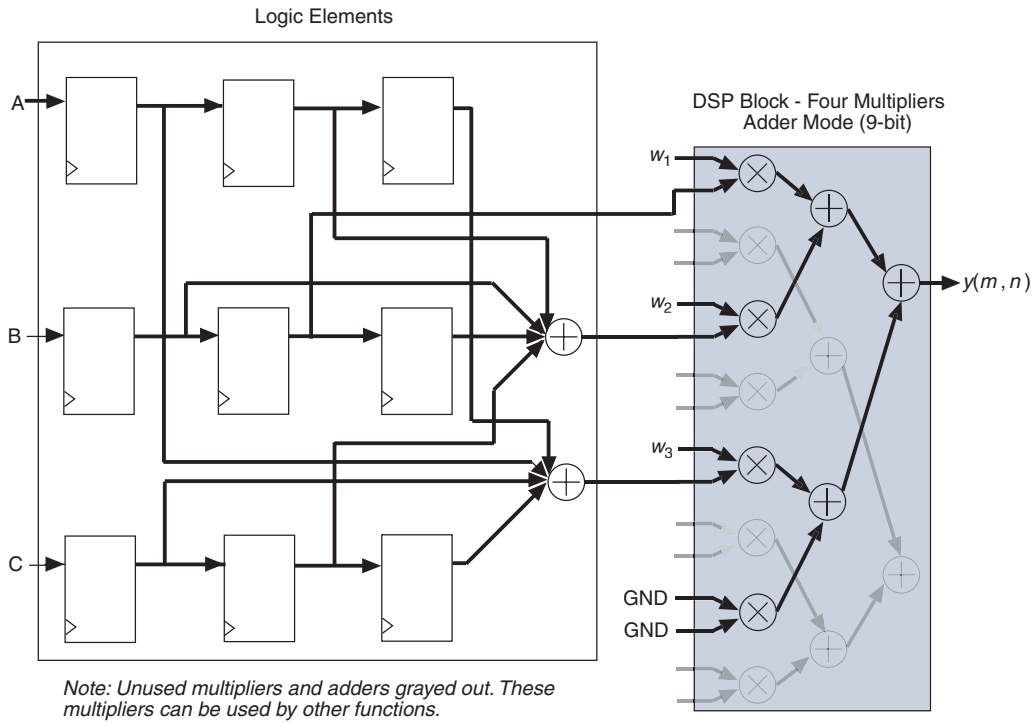 Logic Elements
A
B
C
DSP Block - Four Multipliers
Adder Mode (9-bit)
w1
w2
w3
GND
GND
y(m,n)
Note: Unused multipliers and adders grayed out. These
multipliers can be used by other functions.